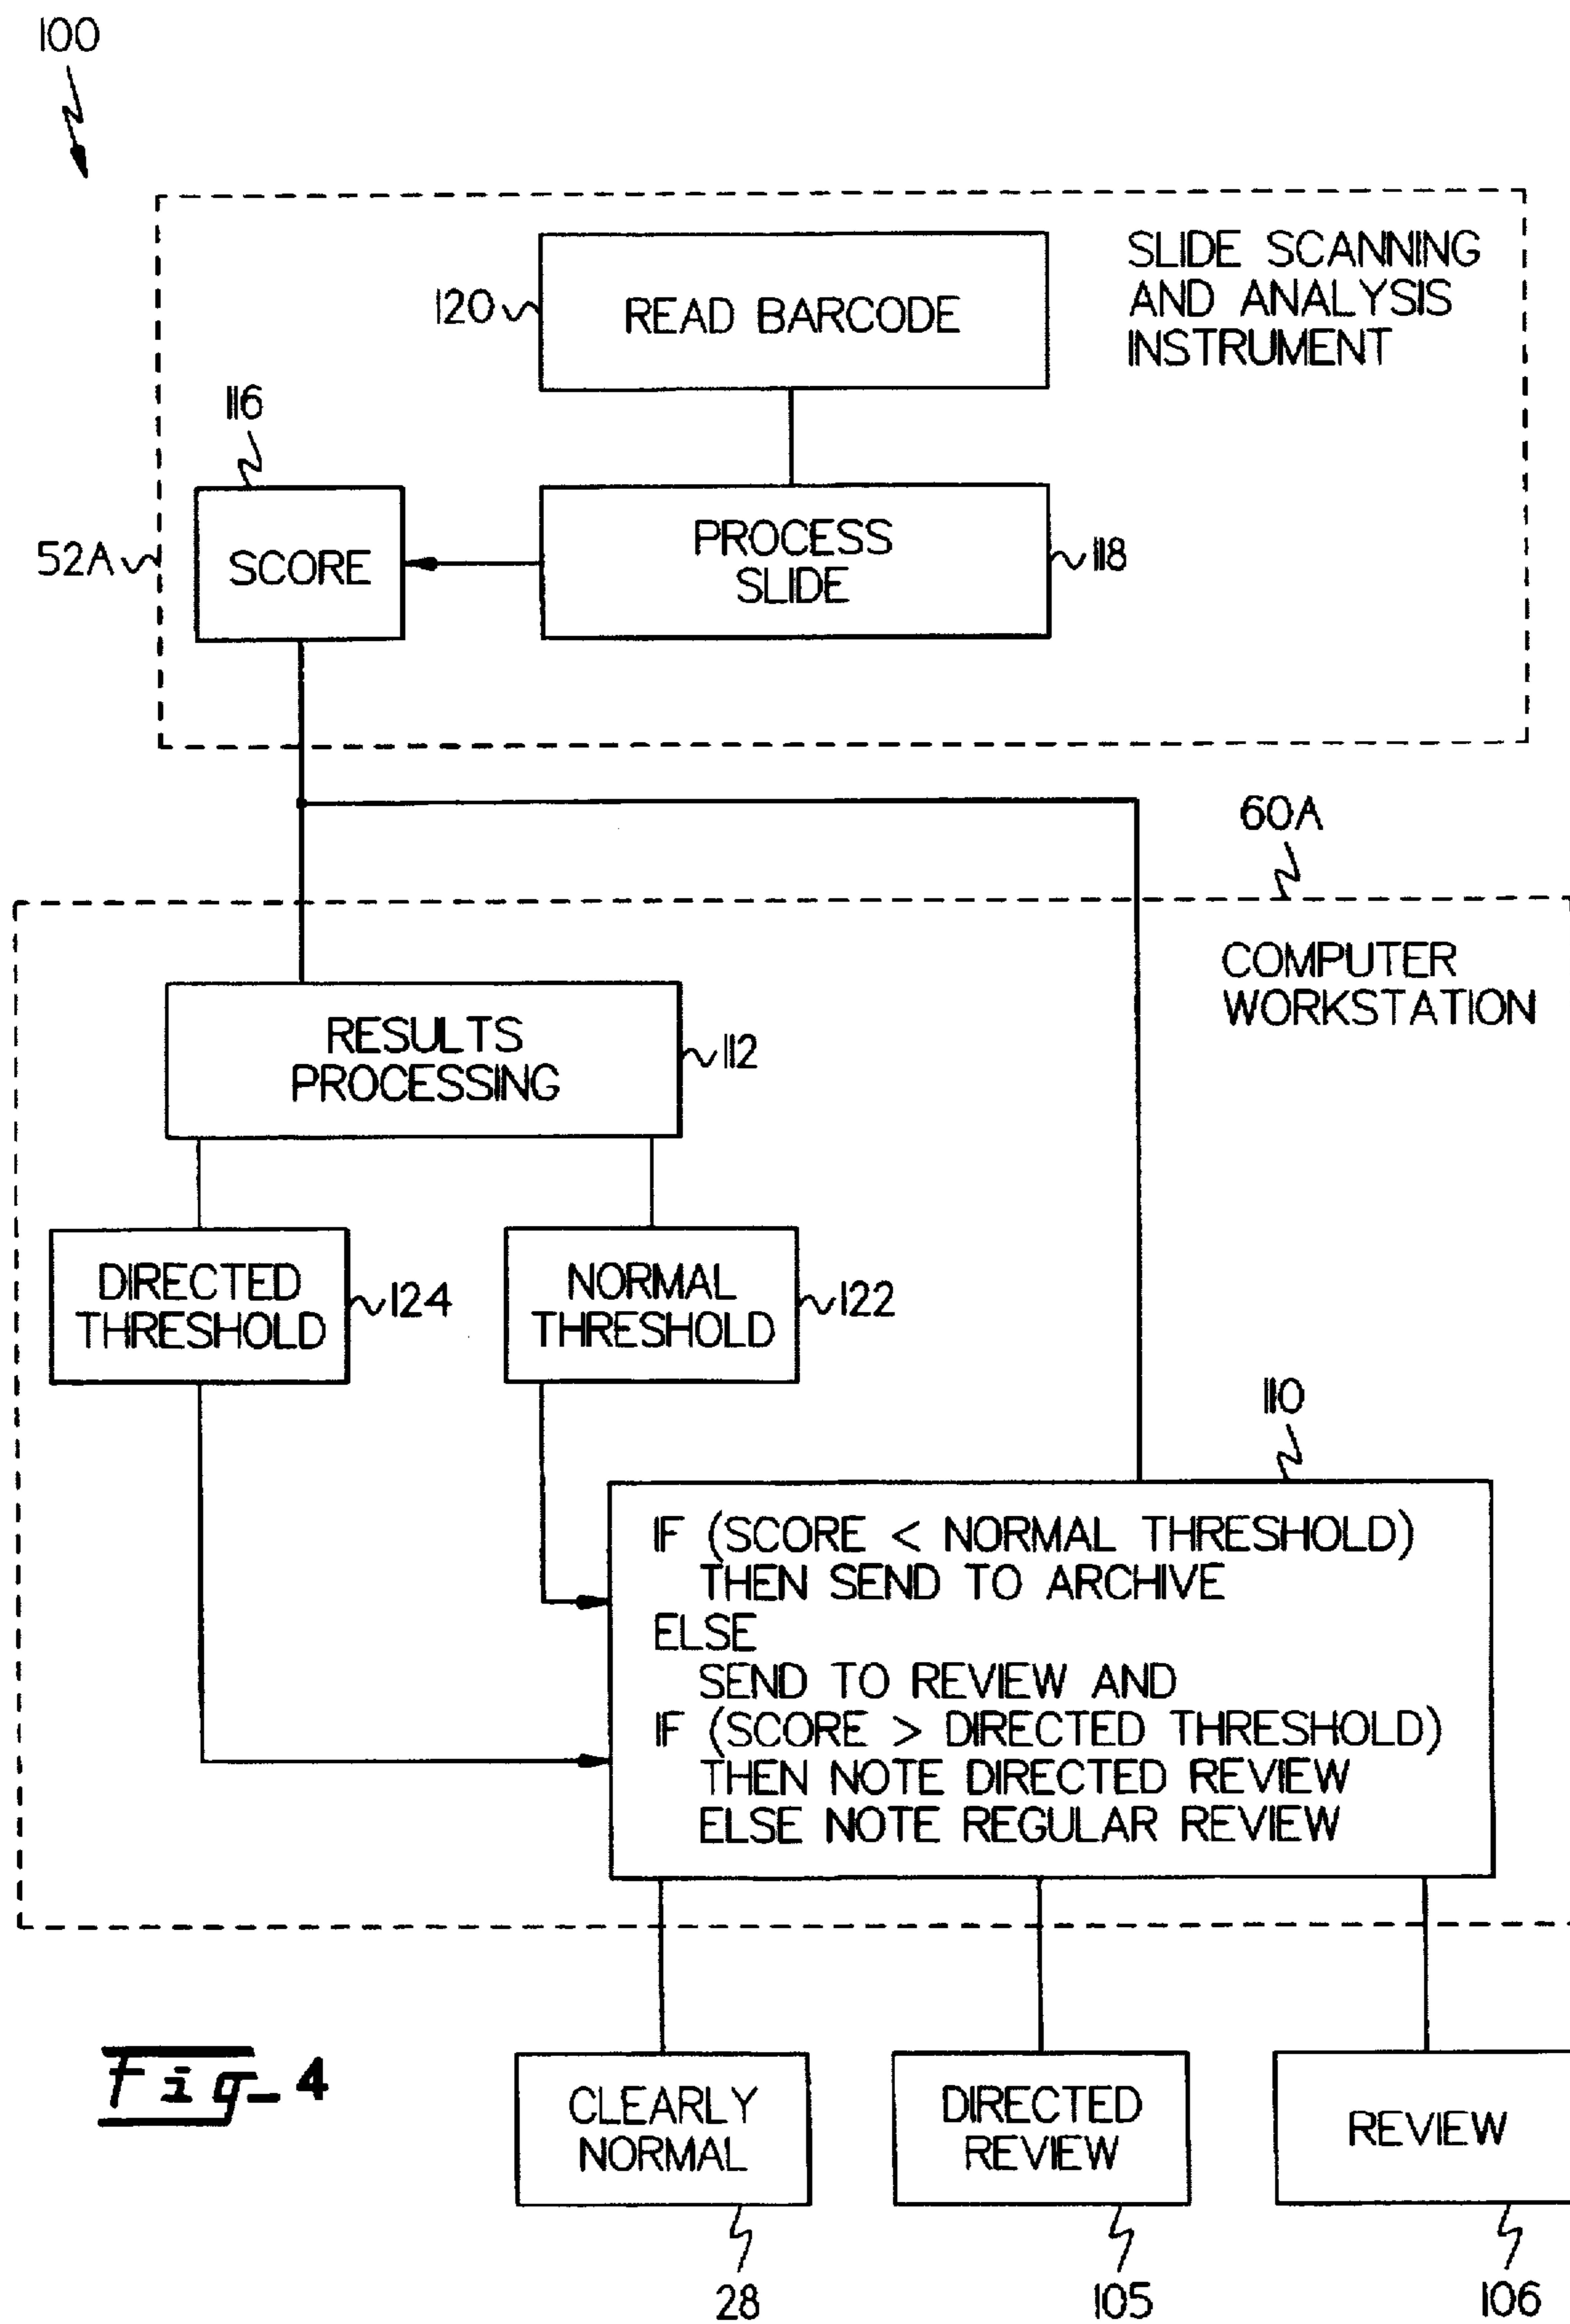 100
SLIDE SCANNING
AND ANALYSIS
INSTRUMENT
120
READ BARCODE
116
52A
SCORE
PROCESS
SLIDE
118
60A
COMPUTER
WORKSTATION
RESULTS
PROCESSING
112
DIRECTED
THRESHOLD
124
NORMAL
THRESHOLD
122
110
IF (SCORE < NORMAL THRESHOLD)
THEN SEND TO ARCHIVE
ELSE
SEND TO REVIEW AND
IF (SCORE > DIRECTED THRESHOLD)
THEN NOTE DIRECTED REVIEW
ELSE NOTE REGULAR REVIEW
Fig_4
CLEARLY
NORMAL
DIRECTED
REVIEW
REVIEW
28
105
106